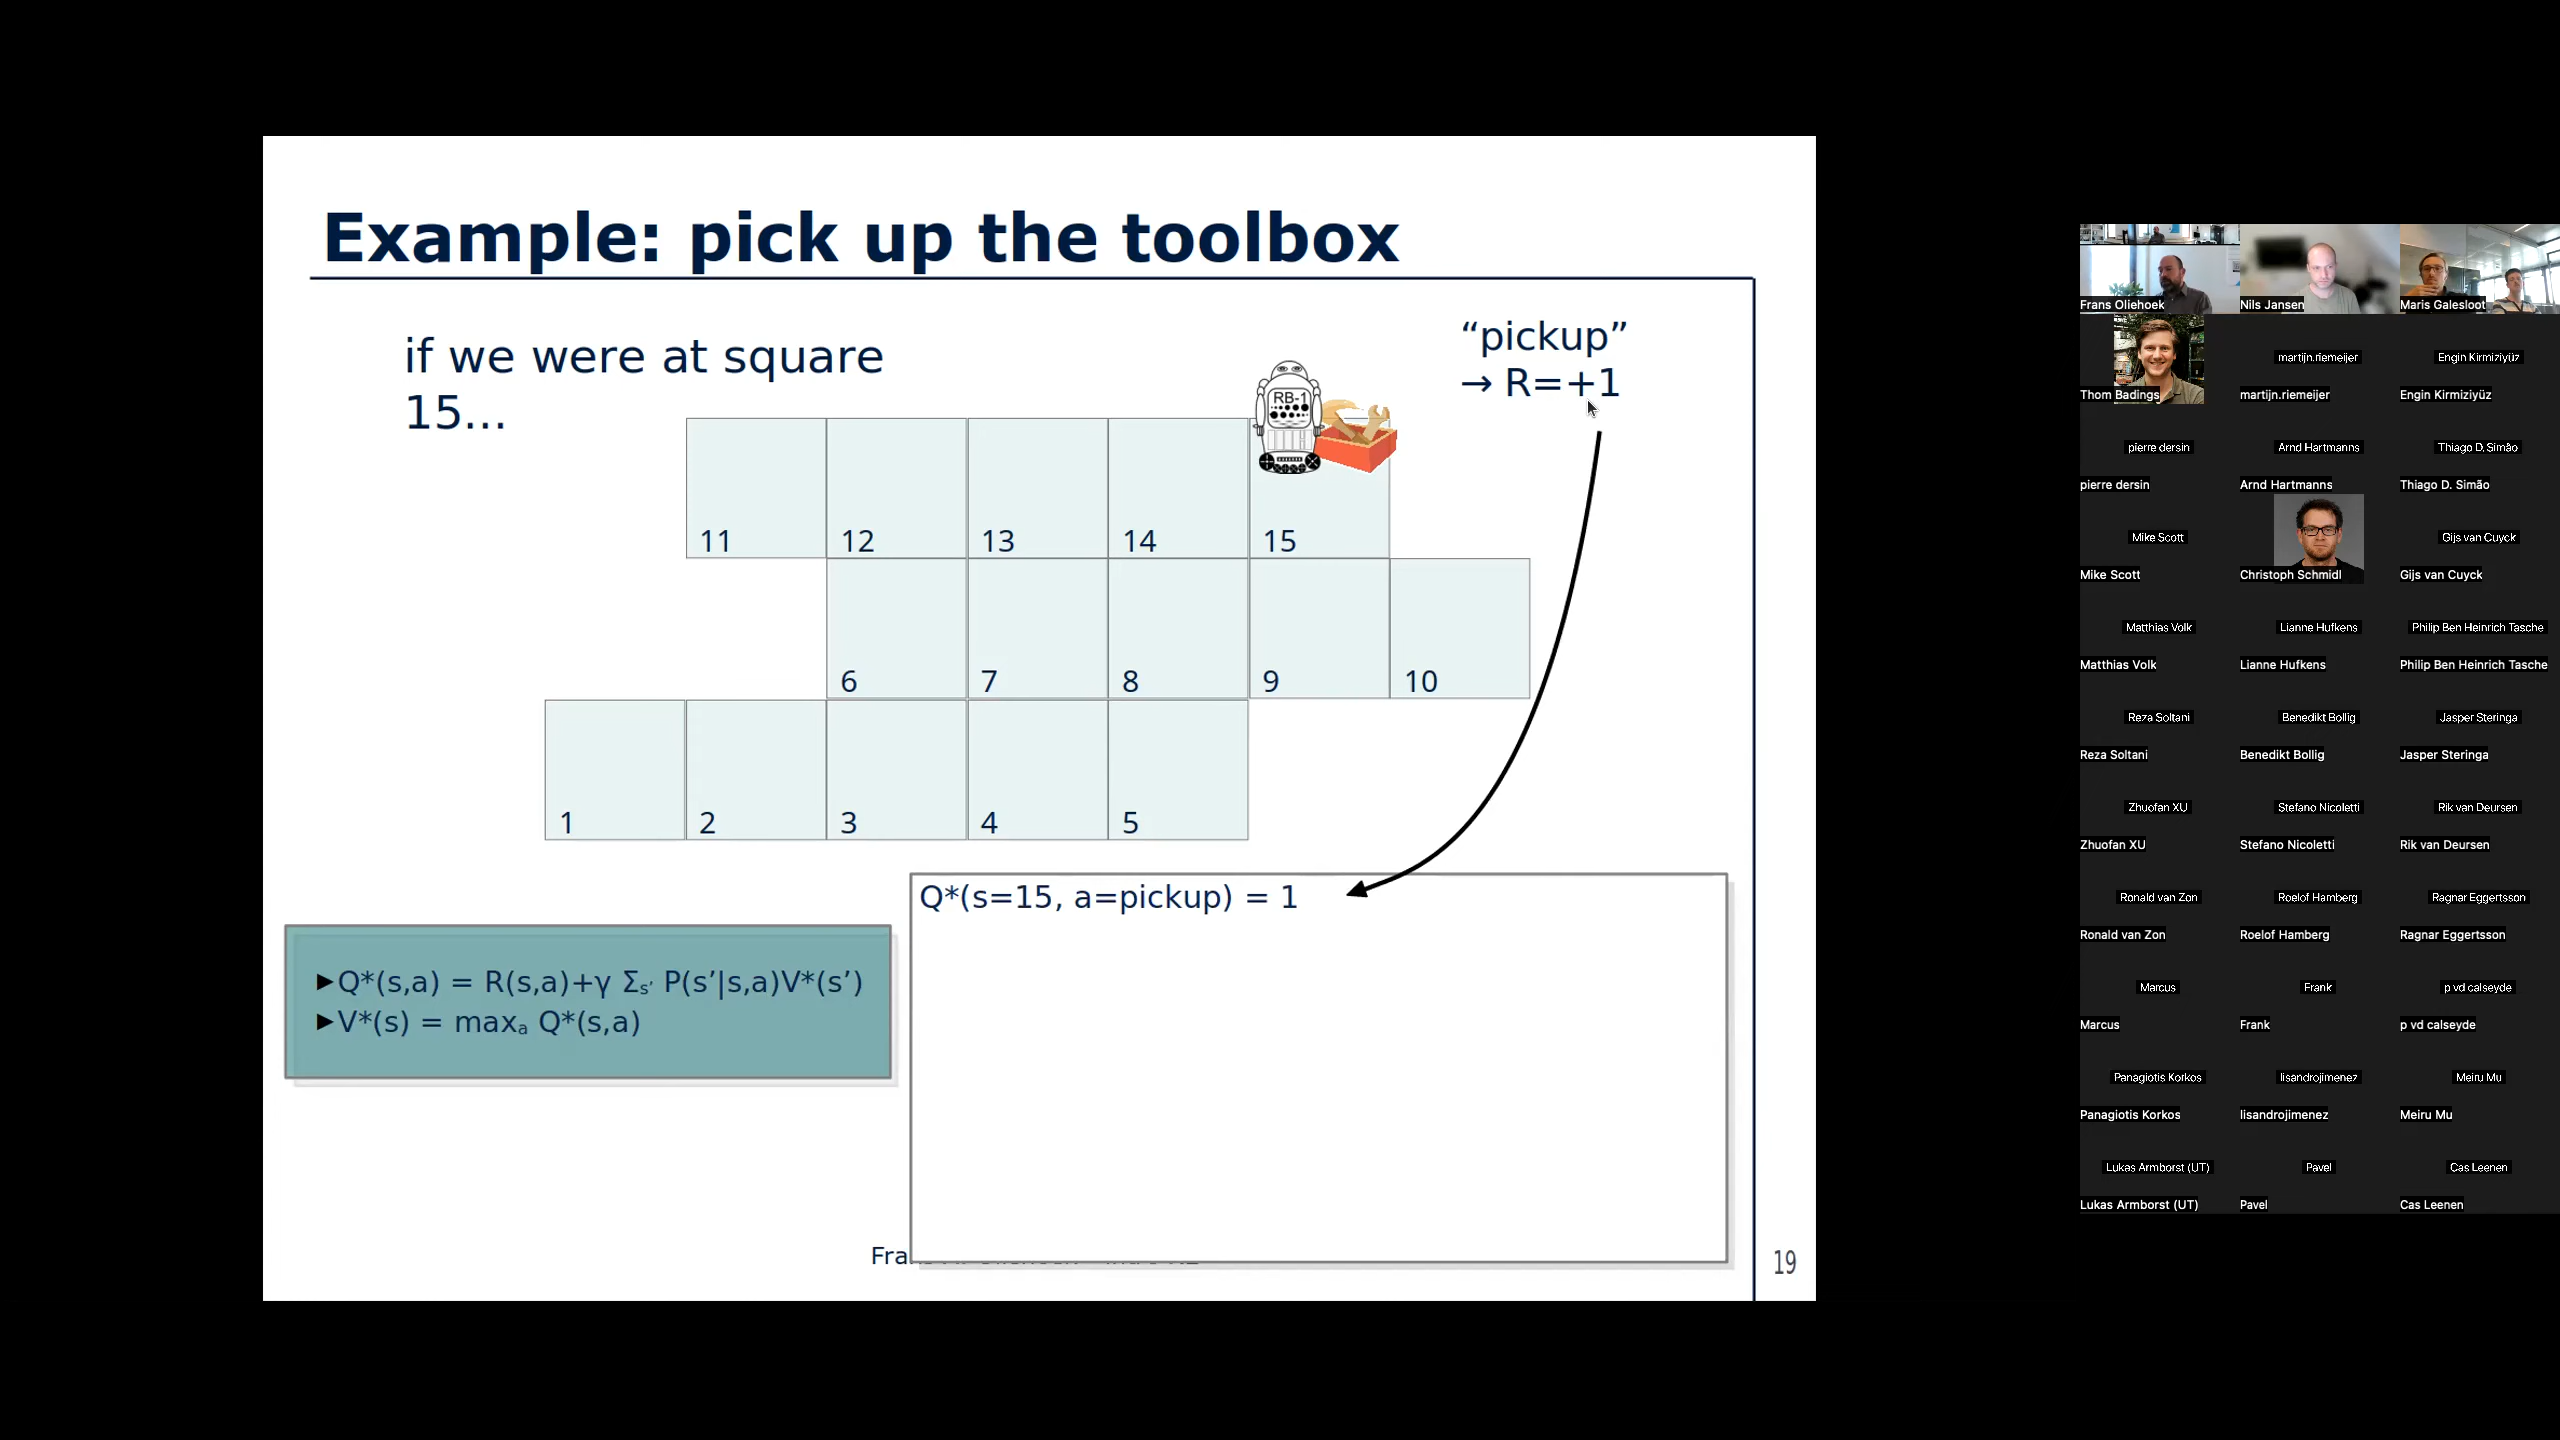 Example: pick up the toolbox
if we were at square
15...
“pickup”
→ R=+1
RB-1
11 12 13 14 15
6 7 8 9 10
1 2 3 4 5
Q*(s=15, a=pickup) = 1
►Q*(s,a) = R(s,a)+γ Σs’ P(s’|s,a)V*(s’)
►V*(s) = maxa Q*(s,a)
19
Frans Oliehoek Nils Jansen Maris Galesloot
martijn.riemeijer Engin Kirmiziyüz
Thom Badings martijn.riemeijer Engin Kirmiziyüz
pierre dersin Arnd Hartmanns Thiago D. Simão
pierre dersin Arnd Hartmanns Thiago D. Simão
Mike Scott Gijs van Cuyck
Mike Scott Christoph Schmidl Gijs van Cuyck
Matthias Volk Lianne Hufkens Philip Ben Heinrich Tasche
Matthias Volk Lianne Hufkens Philip Ben Heinrich Tasche
Reza Soltani Benedikt Bollig Jasper Steringa
Reza Soltani Benedikt Bollig Jasper Steringa
Zhuofan XU Stefano Nicoletti Rik van Deursen
Zhuofan XU Stefano Nicoletti Rik van Deursen
Ronald van Zon Roelof Hamberg Ragnar Eggertsson
Ronald van Zon Roelof Hamberg Ragnar Eggertsson
Marcus Frank p vd calseyde
Marcus Frank p vd calseyde
Panagiotis Korkos lisandrojimenez Meiru Mu
Panagiotis Korkos lisandrojimenez Meiru Mu
Lukas Armborst (UT) Pavel Cas Leenen
Lukas Armborst (UT) Pavel Cas Leenen